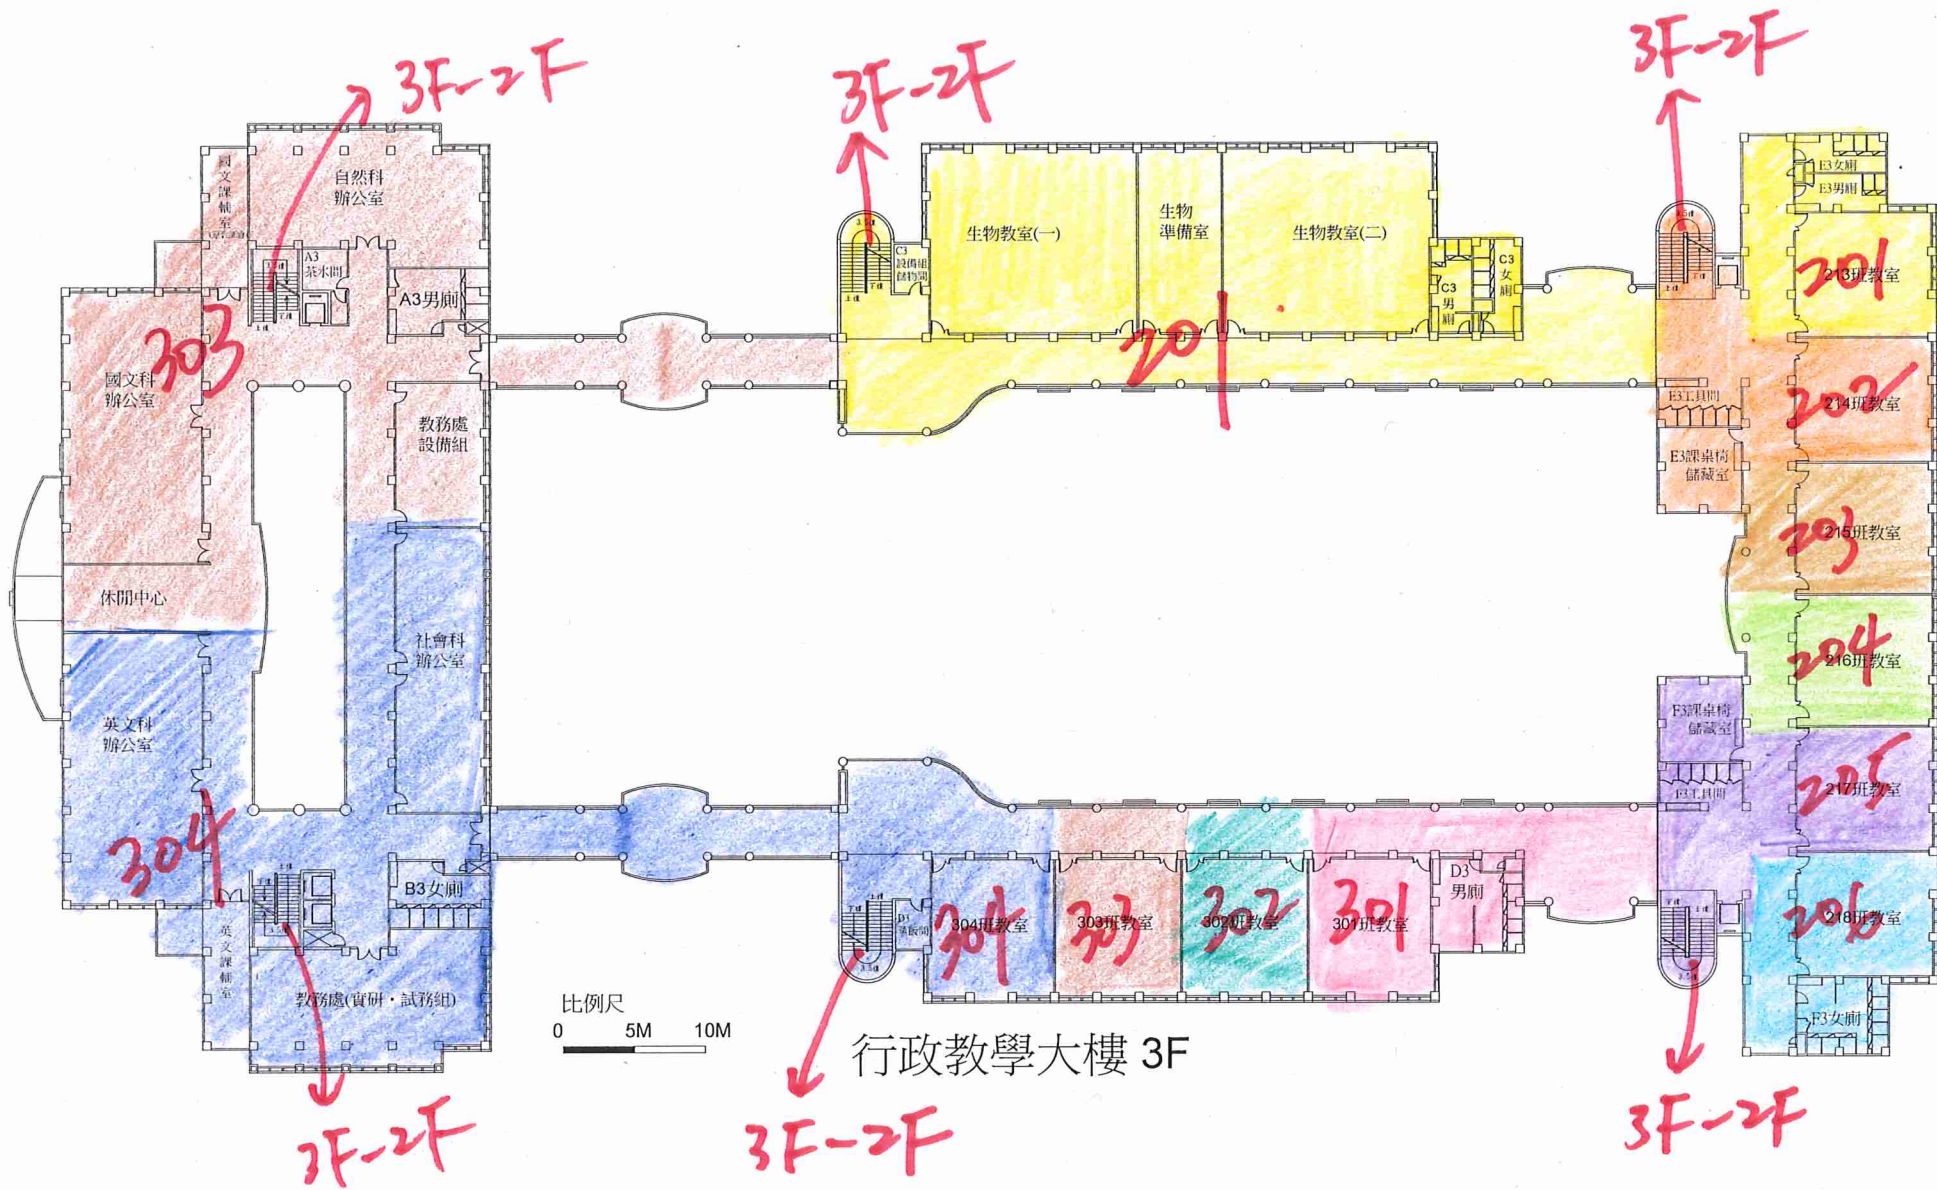 3F-2F
3F-2F
3F-2F
國文課輔室
自然科
辦公室
A3
茶水間
A3男廁
303
國文科
辦公室
教務處
設備組
休閒中心
C3
設備組
儲物間
生物教室(一)
生物
準備室
生物教室(二)
C3
男
廁
C3
女
廁
201
E3女廁
E3男廁
201
213班教室
202
214班教室
E3工具間
E3課桌椅
儲藏室
203
215班教室
204
216班教室
F3課桌椅
儲藏室
205
217班教室
F3工具間
206
218班教室
F3女廁
社會科
辦公室
英文科
辦公室
304
B3女廁
英文課輔室
教務處(實研・試務組)
D3
304
304班教室
303
303班教室
302
302班教室
301
301班教室
D3
男廁
比例尺
0 5M 10M
行政教學大樓 3F
3F-2F
3F-2F
3F-2F